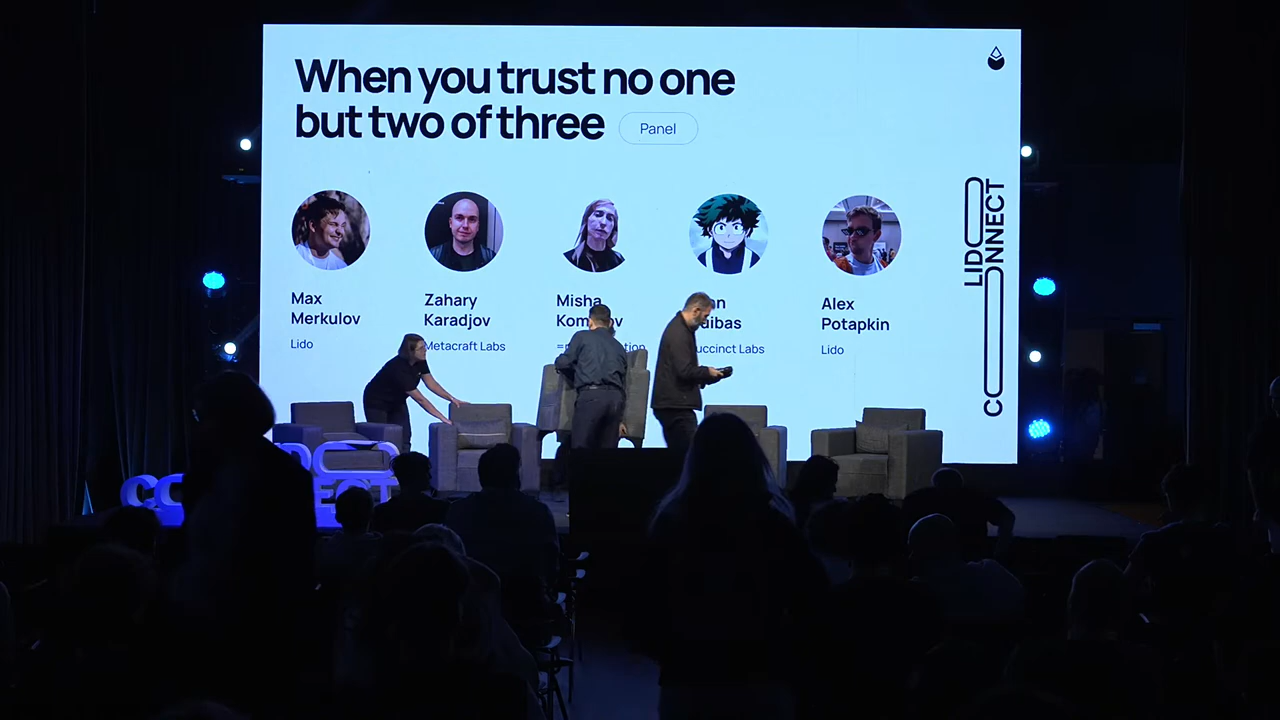 When you trust no one
but two of three
Panel
Max
Merkulov
Lido
Zahary
Karadjov
Metacraft Labs
Misha
Alex
Potapkin
Lido
LIDO
CONNECT